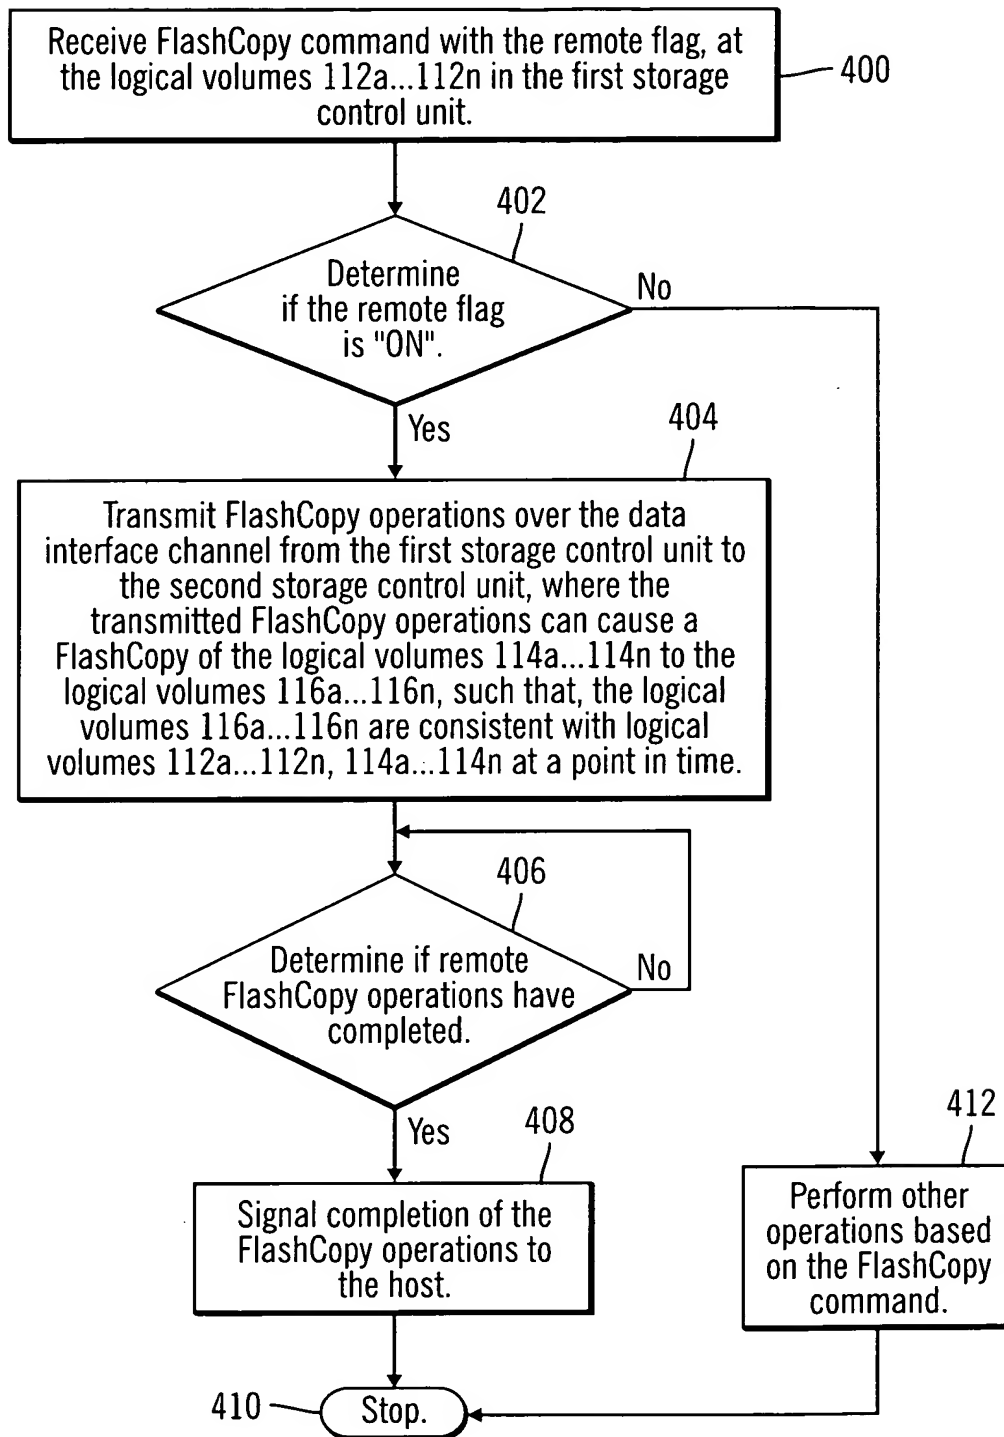 Receive FlashCopy command with the remote flag, at
the logical volumes 112a...112n in the first storage
control unit.
400
402
Determine
if the remote flag
is "ON".
No
Yes
404
Transmit FlashCopy operations over the data
interface channel from the first storage control unit to
the second storage control unit, where the
transmitted FlashCopy operations can cause a
FlashCopy of the logical volumes 114a...114n to the
logical volumes 116a...116n, such that, the logical
volumes 116a...116n are consistent with logical
volumes 112a...112n, 114a...114n at a point in time.
406
Determine if remote
FlashCopy operations have
completed.
No
Yes
408
Signal completion of the
FlashCopy operations to
the host.
412
Perform other
operations based
on the FlashCopy
command.
410
Stop.